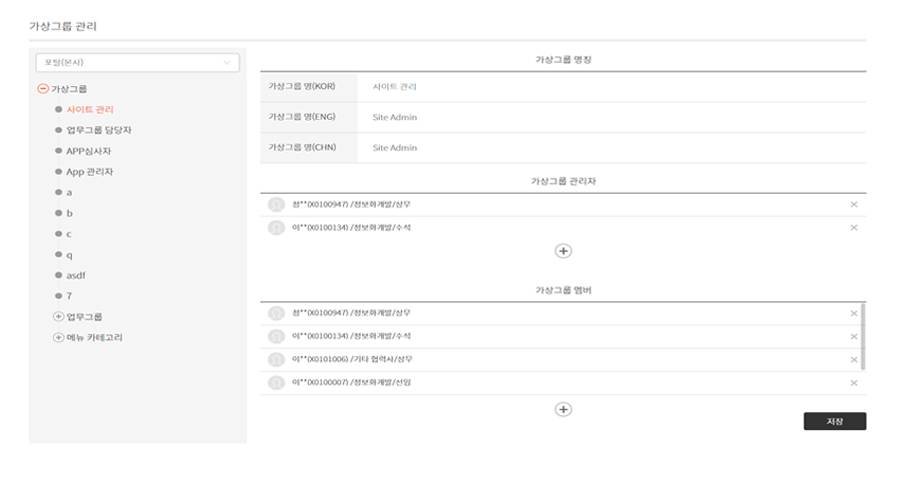 가상그룹 관리
포탈(본사)
가상그룹
사이트 관리
업무그룹 담당자
APP심사자
App 관리자
a
b
c
q
asdf
7
업무그룹
메뉴 카테고리
가상그룹 명칭
가상그룹 명(KOR) 사이트 관리
가상그룹 명(ENG) Site Admin
가상그룹 명(CHN) Site Admin
가상그룹 관리자
정**(X0100947) /정보화개발/상무
이**(X0100134) /정보화개발/수석
가상그룹 멤버
정**(X0100947) /정보화개발/상무
이**(X0100134) /정보화개발/수석
이**(X0101006) /기타 협력사/상무
이**(X0100007) /정보화개발/선임
저장